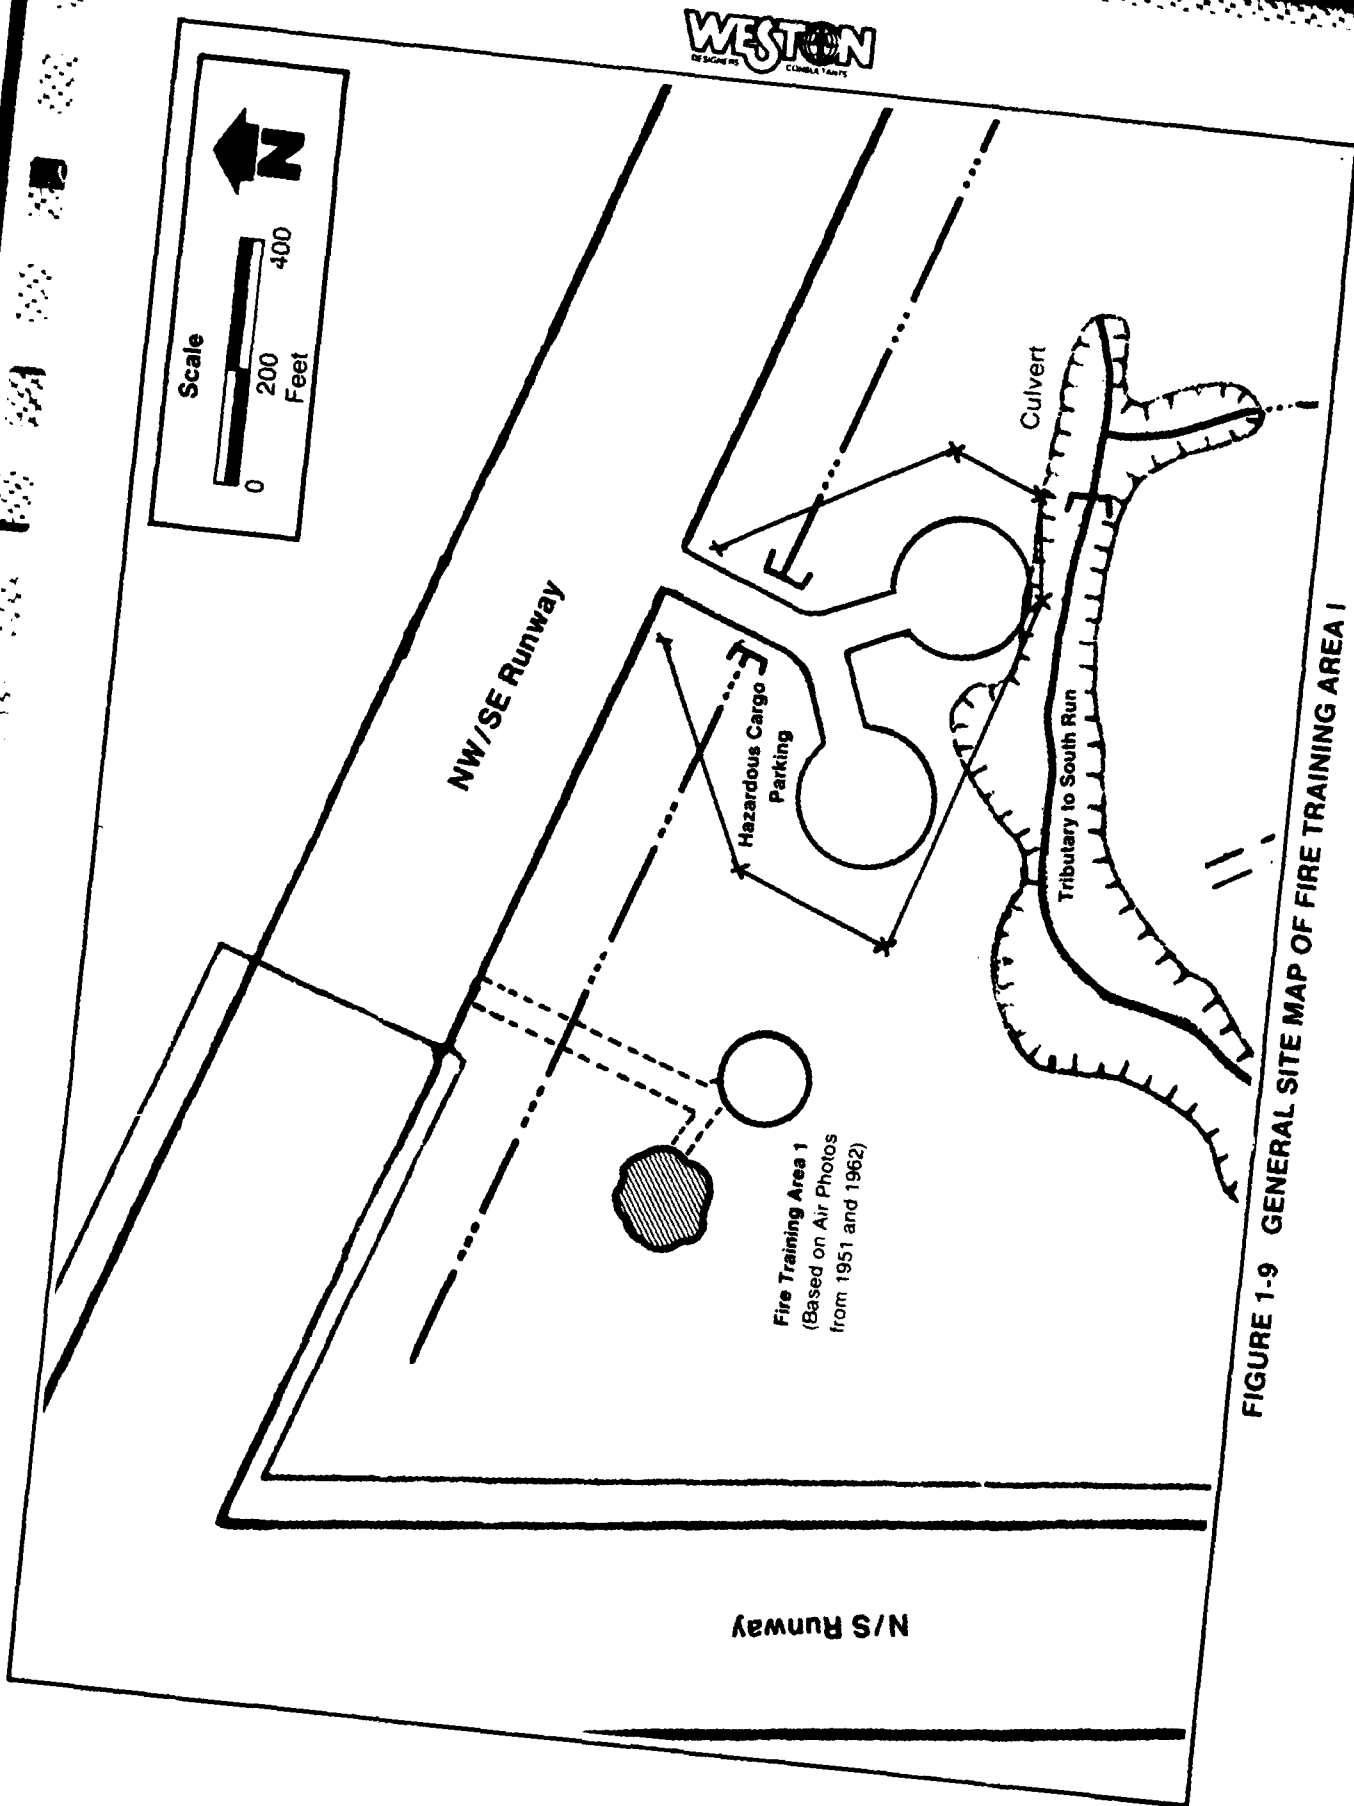 WESTON
DESIGNERS CONSULTANTS
Scale
0 200 400
Feet
N
NW/SE Runway
Culvert
Hazardous Cargo
Parking
Tributary to South Run
Fire Training Area 1
(Based on Air Photos
from 1951 and 1962)
N/S Runway
FIGURE 1-9 GENERAL SITE MAP OF FIRE TRAINING AREA I